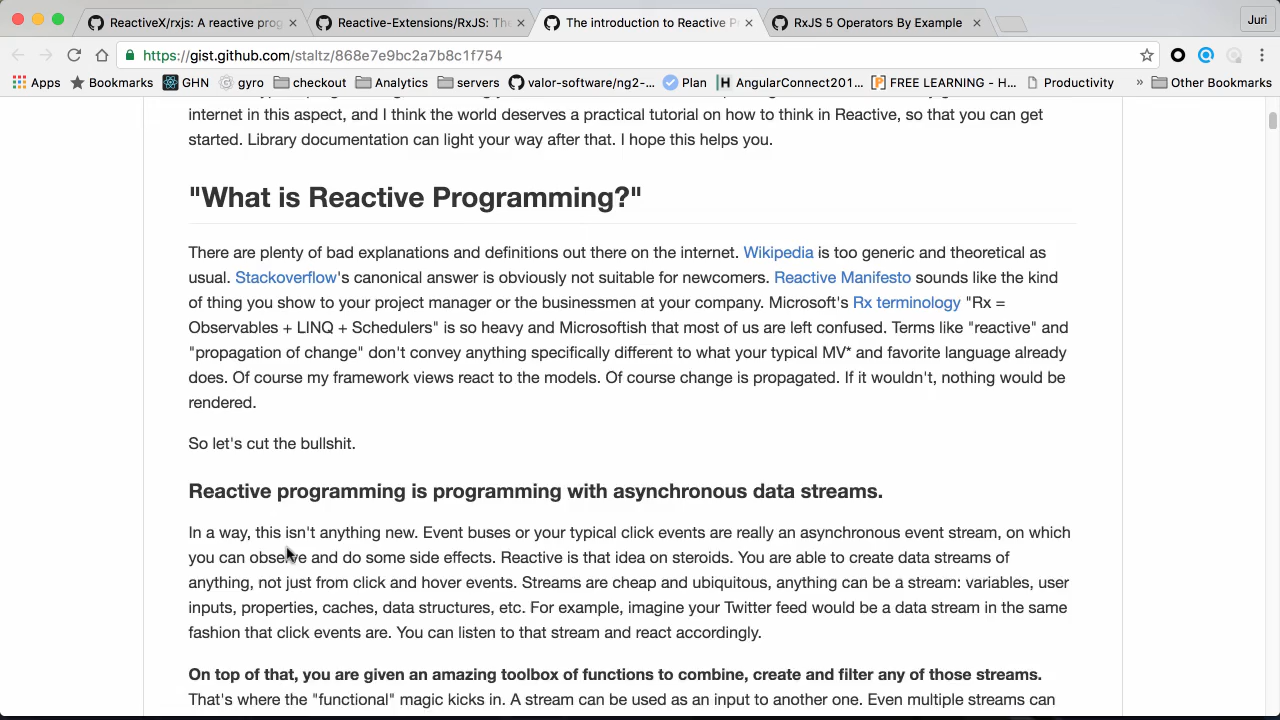 ReactiveX/rxjs: A reactive prog
Reactive-Extensions/RxJS: The
The introduction to Reactive P
RxJS 5 Operators By Example
Juri
https://gist.github.com/staltz/868e7e9bc2a7b8c1f754
Apps
Bookmarks
GHN
gyro
checkout
Analytics
servers
valor-software/ng2-...
Plan
AngularConnect201...
FREE LEARNING - H...
Productivity
»
Other Bookmarks
internet in this aspect, and I think the world deserves a practical tutorial on how to think in Reactive, so that you can get
started. Library documentation can light your way after that. I hope this helps you.
"What is Reactive Programming?"
There are plenty of bad explanations and definitions out there on the internet. Wikipedia is too generic and theoretical as
usual. Stackoverflow's canonical answer is obviously not suitable for newcomers. Reactive Manifesto sounds like the kind
of thing you show to your project manager or the businessmen at your company. Microsoft's Rx terminology "Rx =
Observables + LINQ + Schedulers" is so heavy and Microsoftish that most of us are left confused. Terms like "reactive" and
"propagation of change" don't convey anything specifically different to what your typical MV* and favorite language already
does. Of course my framework views react to the models. Of course change is propagated. If it wouldn't, nothing would be
rendered.
So let's cut the bullshit.
Reactive programming is programming with asynchronous data streams.
In a way, this isn't anything new. Event buses or your typical click events are really an asynchronous event stream, on which
you can observe and do some side effects. Reactive is that idea on steroids. You are able to create data streams of
anything, not just from click and hover events. Streams are cheap and ubiquitous, anything can be a stream: variables, user
inputs, properties, caches, data structures, etc. For example, imagine your Twitter feed would be a data stream in the same
fashion that click events are. You can listen to that stream and react accordingly.
On top of that, you are given an amazing toolbox of functions to combine, create and filter any of those streams.
That's where the "functional" magic kicks in. A stream can be used as an input to another one. Even multiple streams can